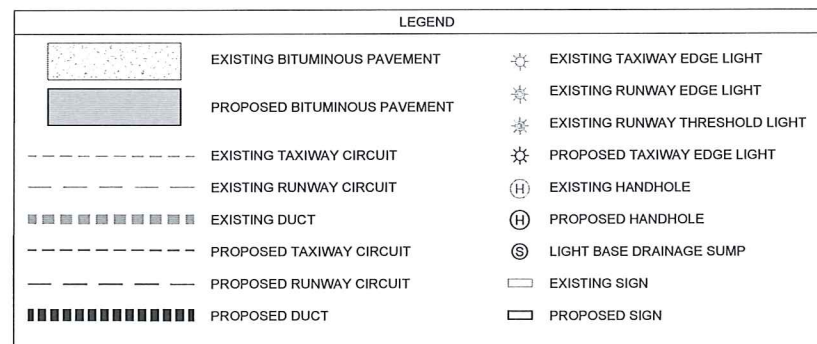 LEGEND
EXISTING BITUMINOUS PAVEMENT
PROPOSED BITUMINOUS PAVEMENT
EXISTING TAXIWAY CIRCUIT
EXISTING RUNWAY CIRCUIT
EXISTING DUCT
PROPOSED TAXIWAY CIRCUIT
PROPOSED RUNWAY CIRCUIT
PROPOSED DUCT
EXISTING TAXIWAY EDGE LIGHT
EXISTING RUNWAY EDGE LIGHT
EXISTING RUNWAY THRESHOLD LIGHT
PROPOSED TAXIWAY EDGE LIGHT
H EXISTING HANDHOLE
H PROPOSED HANDHOLE
S LIGHT BASE DRAINAGE SUMP
EXISTING SIGN
PROPOSED SIGN